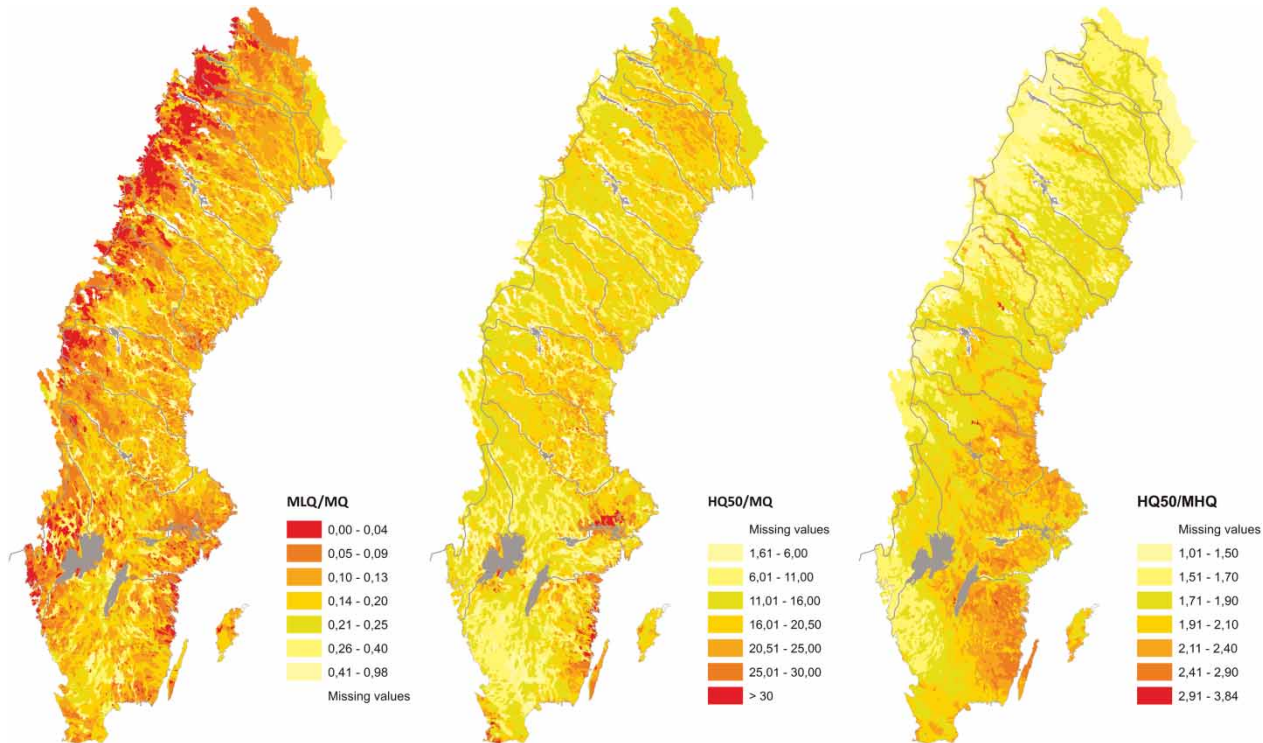 MLQ/MQ
0,00 - 0,04
0,05 - 0,09
0,10 - 0,13
0,14 - 0,20
0,21 - 0,25
0,26 - 0,40
0,41 - 0,98
Missing values
HQ50/MQ
Missing values
1,61 - 6,00
6,01 - 11,00
11,01 - 16,00
16,01 - 20,50
20,51 - 25,00
25,01 - 30,00
> 30
HQ50/MHQ
Missing values
1,01 - 1,50
1,51 - 1,70
1,71 - 1,90
1,91 - 2,10
2,11 - 2,40
2,41 - 2,90
2,91 - 3,84